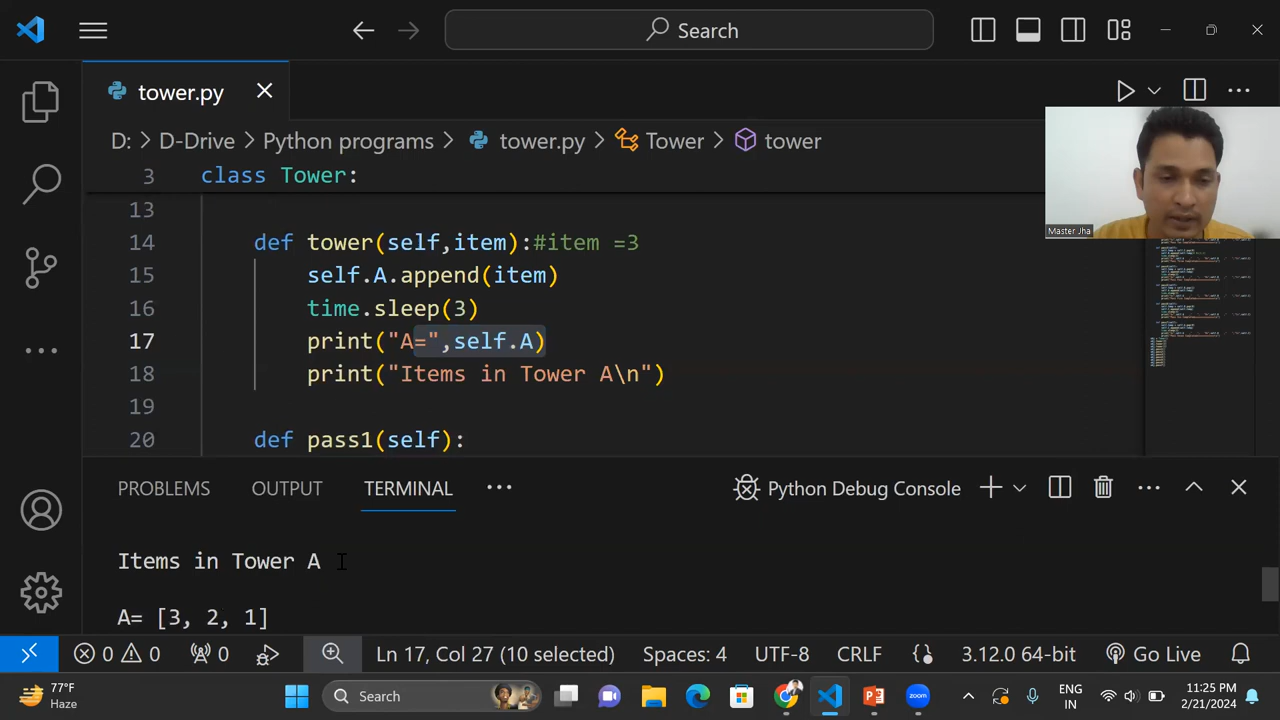 Search
tower.py
D: > D-Drive > Python programs > tower.py > Tower > tower
3 class Tower:
13
14 def tower(self,item):#item =3
15 self.A.append(item)
16 time.sleep(3)
17 print("A=",self.A)
18 print("Items in Tower A\n")
19
20 def pass1(self):
Master Jha
PROBLEMS OUTPUT TERMINAL ... Python Debug Console
Items in Tower A
A= [3, 2, 1]
0 0 0 Ln 17, Col 27 (10 selected) Spaces: 4 UTF-8 CRLF 3.12.0 64-bit Go Live
77°F
Haze
Search
zoom
ENG
IN
11:25 PM
2/21/2024